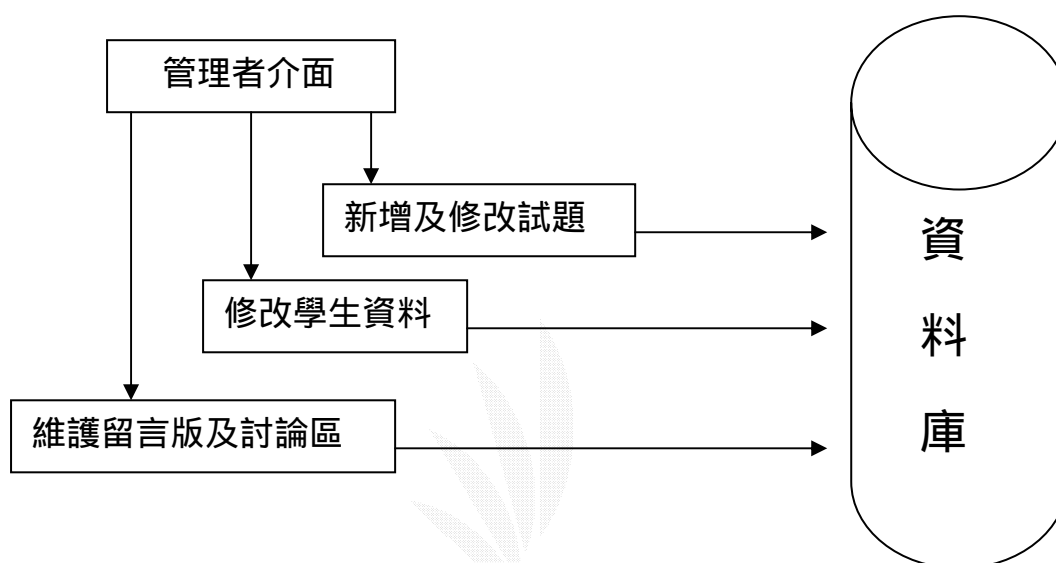 管理者介面
新增及修改試題
修改學生資料
維護留言版及討論區
資
料
庫